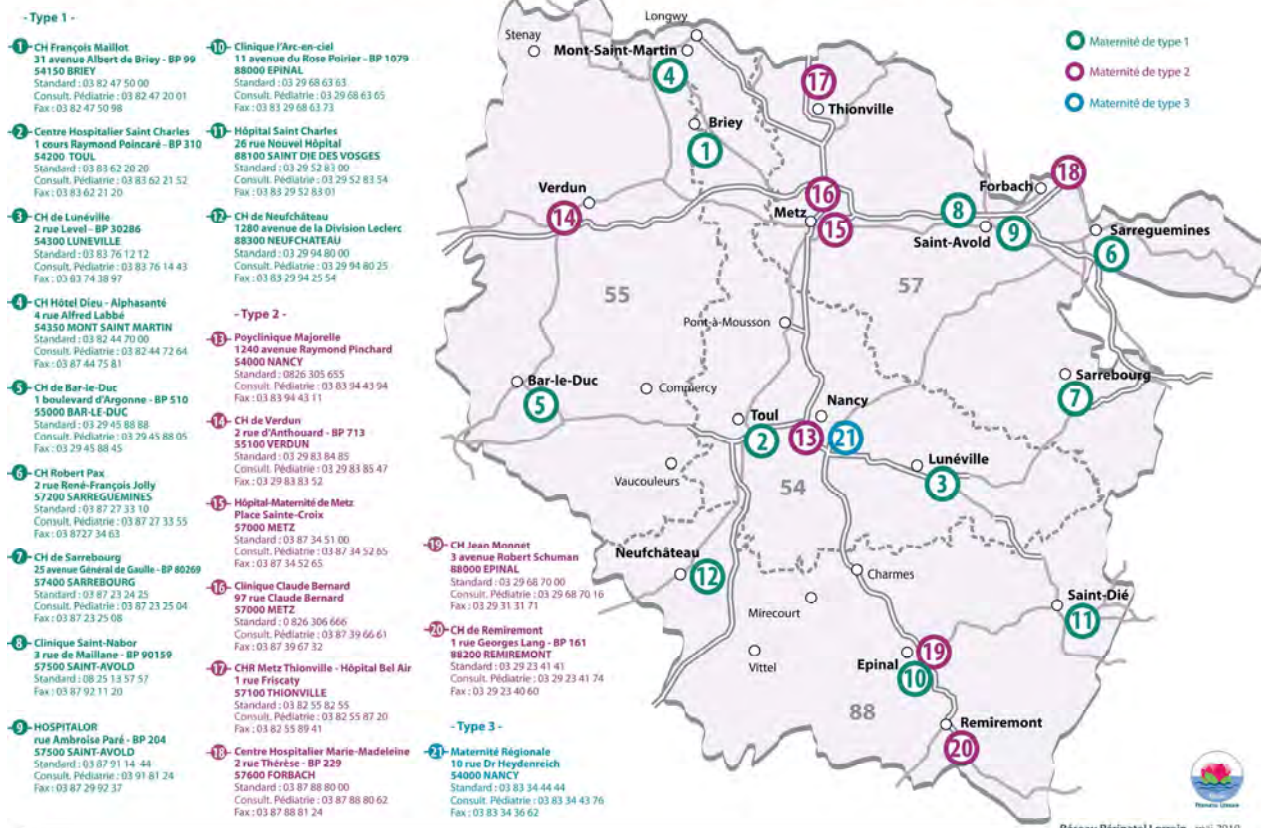 - Type 1 -
1 CH François Maillot
31 avenue Albert de Briey - BP 99
54150 BRIEY
Standard : 03 82 47 50 00
Consult. Pédiatrie : 03 82 47 20 01
Fax : 03 82 47 50 98
2 Centre Hospitalier Saint Charles
1 cours Raymond Poincaré - BP 310
54200 TOUL
Standard : 03 83 62 20 20
Consult. Pédiatrie : 03 83 62 21 52
Fax : 03 83 62 21 20
3 CH de Lunéville
2 rue Level - BP 30286
54300 LUNEVILLE
Standard : 03 83 76 12 12
Consult. Pédiatrie : 03 83 76 14 43
Fax : 03 83 74 38 97
4 CH Hôtel Dieu - Alphasanté
4 rue Alfred Labbé
54350 MONT SAINT MARTIN
Standard : 03 82 44 70 00
Consult. Pédiatrie : 03 82 44 72 64
Fax : 03 87 44 75 81
5 CH de Bar-le-Duc
1 boulevard d'Argonne - BP 510
55000 BAR-LE-DUC
Standard : 03 29 45 88 88
Consult. Pédiatrie : 03 29 45 88 05
Fax : 03 29 45 88 45
6 CH Robert Pax
2 rue René-François Jolly
57200 SARREGUEMINES
Standard : 03 87 27 33 10
Consult. Pédiatrie : 03 87 27 33 55
Fax : 03 8727 34 63
7 CH de Sarrebourg
25 avenue Général de Gaulle - BP 80269
57400 SARREBOURG
Standard : 03 87 23 24 25
Consult. Pédiatrie : 03 87 23 25 04
Fax : 03 87 23 25 08
8 Clinique Saint-Nabor
3 rue de Maillane - BP 90159
57500 SAINT-AVOLD
Standard : 08 25 13 57 57
Fax : 03 87 92 11 20
9 HOSPITALOR
rue Ambroise Paré - BP 204
57500 SAINT-AVOLD
Standard : 03 87 91 14 44
Consult. Pédiatrie : 03 91 81 24
Fax : 03 87 29 92 37
10 Clinique l'Arc-en-ciel
11 avenue du Rose Poirier - BP 1079
88000 EPINAL
Standard : 03 29 68 63 63
Consult. Pédiatrie : 03 29 68 63 65
Fax : 03 83 29 68 63 73
11 Hôpital Saint Charles
26 rue Nouvel Hôpital
88100 SAINT DIE DES VOSGES
Standard : 03 29 52 83 00
Consult. Pédiatrie : 03 29 52 83 54
Fax : 03 83 29 52 83 01
12 CH de Neufchâteau
1280 avenue de la Division Leclerc
88300 NEUFCHATEAU
Standard : 03 29 94 80 00
Consult. Pédiatrie : 03 29 94 80 25
Fax : 03 83 29 94 25 54
- Type 2 -
13 Poyclinique Majorelle
1240 avenue Raymond Pinchard
54000 NANCY
Standard : 0826 305 655
Consult. Pédiatrie : 03 83 94 43 94
Fax : 03 83 94 43 11
14 CH de Verdun
2 rue d'Anthouard - BP 713
55100 VERDUN
Standard : 03 29 83 84 85
Consult. Pédiatrie : 03 29 83 85 47
Fax : 03 29 83 83 52
15 Hôpital-Maternité de Metz
Place Sainte-Croix
57000 METZ
Standard : 03 87 34 51 00
Consult. Pédiatrie : 03 87 34 52 65
Fax : 03 87 34 52 65
16 Clinique Claude Bernard
97 rue Claude Bernard
57000 METZ
Standard : 0 826 306 666
Consult. Pédiatrie : 03 87 39 66 61
Fax : 03 87 39 67 32
17 CHR Metz Thionville - Hôpital Bel Air
1 rue Friscaty
57100 THIONVILLE
Standard : 03 82 55 82 55
Consult. Pédiatrie : 03 82 55 87 20
Fax : 03 82 55 89 41
18 Centre Hospitalier Marie-Madeleine
2 rue Thérèse - BP 229
57600 FORBACH
Standard : 03 87 88 80 00
Consult. Pédiatrie : 03 87 88 80 62
Fax : 03 87 88 81 24
19 CH Jean Monnet
3 avenue Robert Schuman
88000 EPINAL
Standard : 03 29 68 70 00
Consult. Pédiatrie : 03 29 68 70 16
Fax : 03 29 31 31 71
20 CH de Remiremont
1 rue Georges Lang - BP 161
88200 REMIREMONT
Standard : 03 29 23 41 41
Consult. Pédiatrie : 03 29 23 41 74
Fax : 03 29 23 40 60
- Type 3 -
21 Maternité Régionale
10 rue Dr Heydenreich
54000 NANCY
Standard : 03 83 34 44 44
Consult. Pédiatrie : 03 83 34 43 76
Fax : 03 83 34 36 62
Maternité de type 1
Maternité de type 2
Maternité de type 3
Longwy
Stenay
Mont-Saint-Martin
4
17
Thionville
Briey
1
Verdun
14
16
Metz
15
Forbach
18
8
Saint-Avold
9
Sarreguemines
6
55
57
Pont-à-Mousson
Bar-le-Duc
5
Commercy
Sarrebourg
7
Toul
2
Nancy
13
21
Lunéville
3
Vaucouleurs
54
Neufchâteau
12
Charmes
Mirecourt
Saint-Dié
11
Vittel
Epinal
19
10
88
Remiremont
20
Réseau Périnatal Lorrain - mai 2010